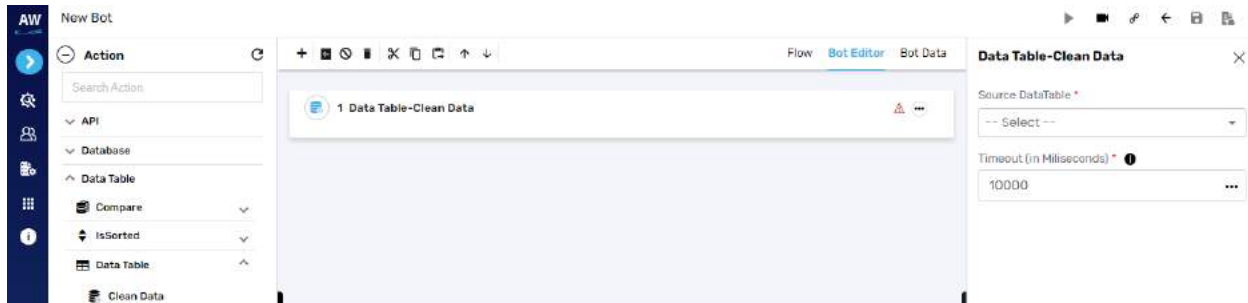 AW
New Bot
Action
Search Action
API
Database
Data Table
Compare
IsSorted
Data Table
Clean Data
Flow
Bot Editor
Bot Data
1 Data Table-Clean Data
Data Table-Clean Data
Source DataTable *
-- Select --
Timeout (in Miliseconds) *
10000